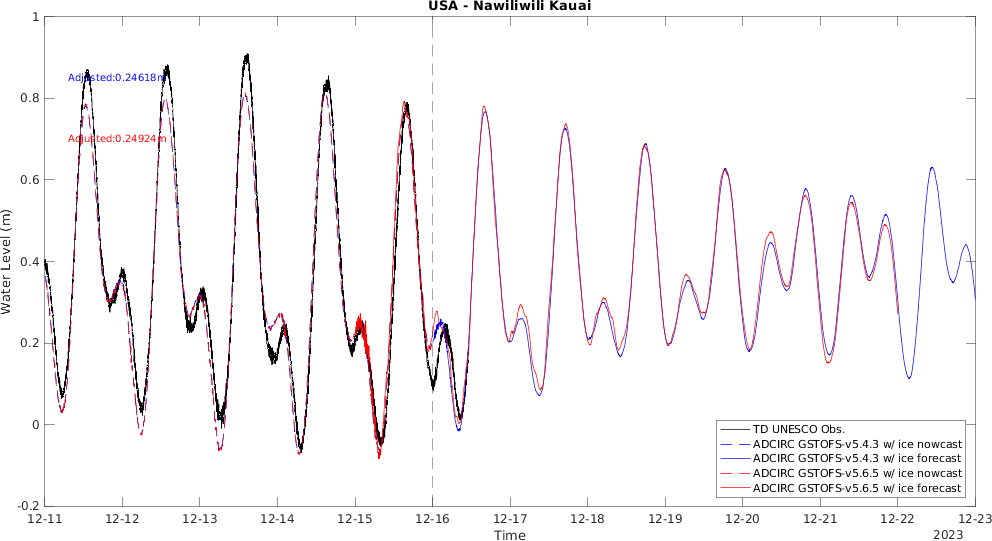 USA - Nawiliwili Kauai
1
0.8
0.6
0.4
0.2
0
-0.2
Water Level (m)
Adjusted:0.24618m
Adjusted:0.24924m
TD UNESCO Obs.
ADCIRC GSTOFS-v5.4.3 w/ ice nowcast
ADCIRC GSTOFS-v5.4.3 w/ ice forecast
ADCIRC GSTOFS-v5.6.5 w/ ice nowcast
ADCIRC GSTOFS-v5.6.5 w/ ice forecast
12-11 12-12 12-13 12-14 12-15 12-16 12-17 12-18 12-19 12-20 12-21 12-22 12-23
Time
2023